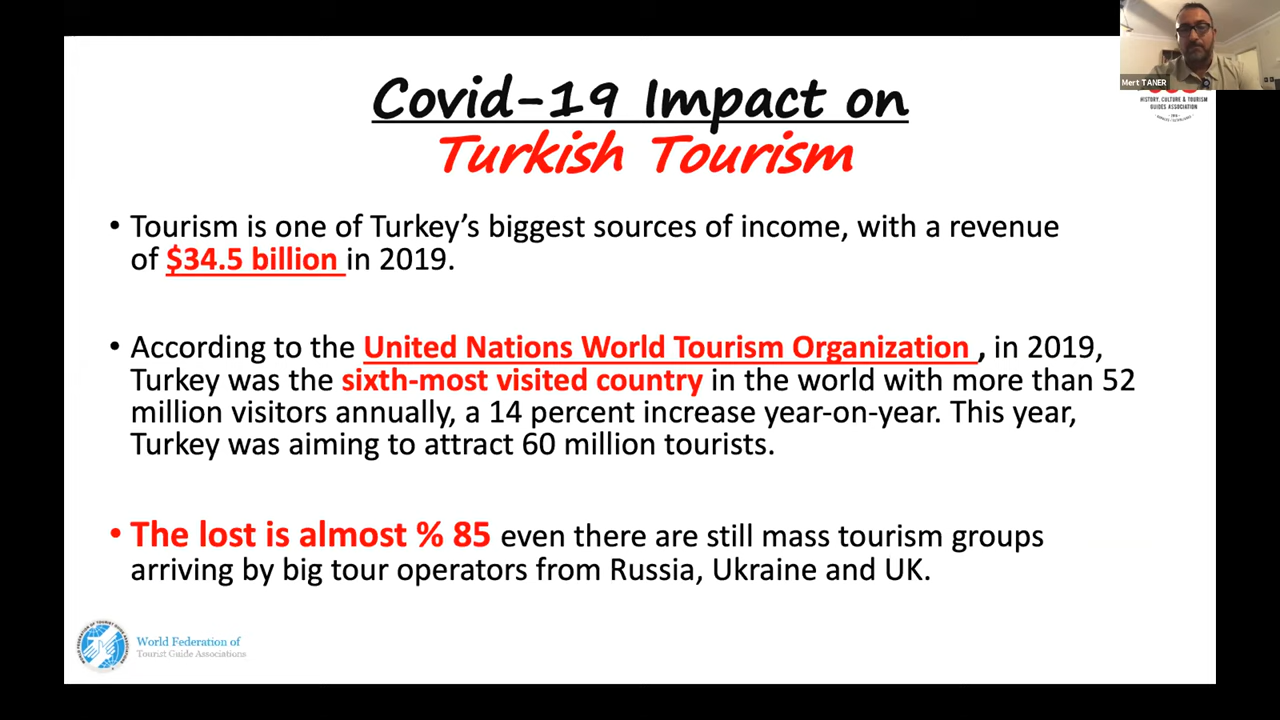 Covid-19 Impact on
Turkish Tourism
Mert TANER
HISTORY, CULTURE & TOURISM
GUIDES ASSOCIATION
• Tourism is one of Turkey’s biggest sources of income, with a revenue
of $34.5 billion in 2019.
• According to the United Nations World Tourism Organization , in 2019,
Turkey was the sixth-most visited country in the world with more than 52
million visitors annually, a 14 percent increase year-on-year. This year,
Turkey was aiming to attract 60 million tourists.
• The lost is almost % 85 even there are still mass tourism groups
arriving by big tour operators from Russia, Ukraine and UK.
World Federation of
Tourist Guide Associations